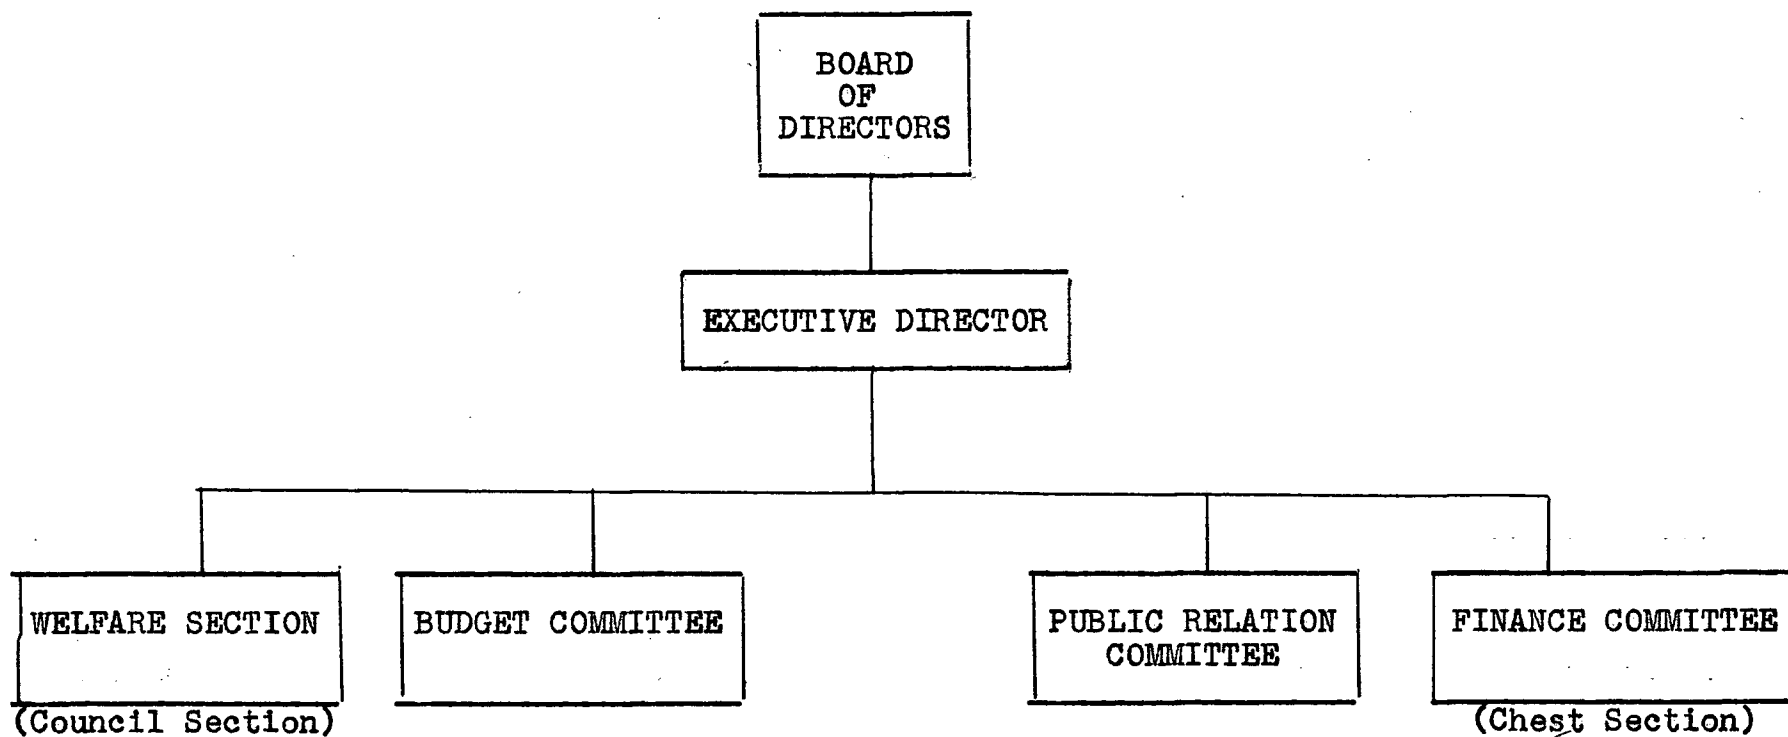 BOARD
OF
DIRECTORS
EXECUTIVE DIRECTOR
WELFARE SECTION
(Council Section)
BUDGET COMMITTEE
PUBLIC RELATION
COMMITTEE
FINANCE COMMITTEE
(Chest Section)